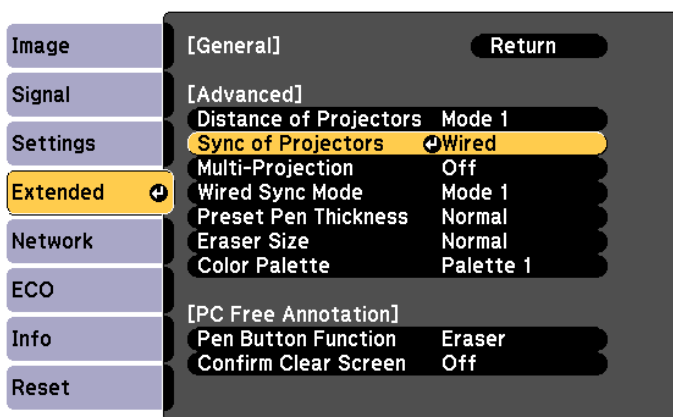 Image
Signal
Settings
Extended
Network
ECO
Info
Reset
[General] Return
[Advanced]
Distance of Projectors Mode 1
Sync of Projectors Wired
Multi-Projection Off
Wired Sync Mode Mode 1
Preset Pen Thickness Normal
Eraser Size Normal
Color Palette Palette 1
[PC Free Annotation]
Pen Button Function Eraser
Confirm Clear Screen Off